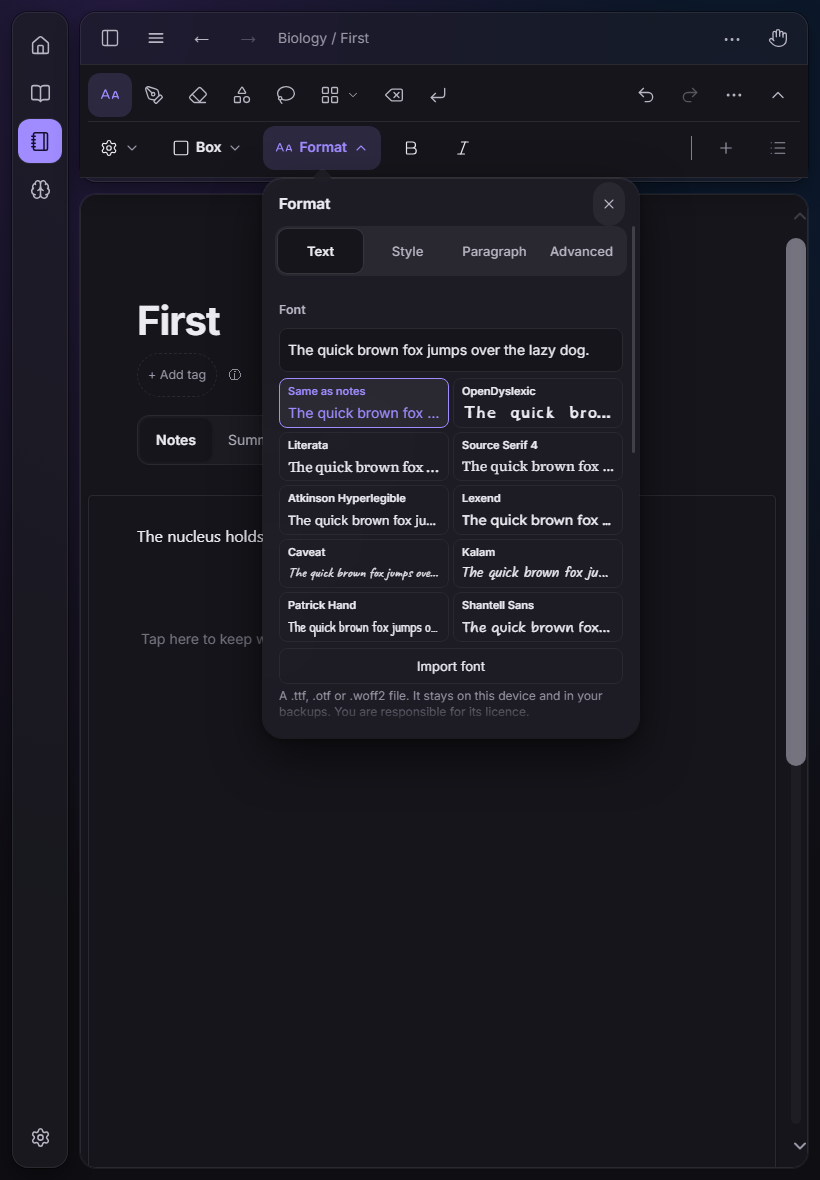 Biology / First
AA
Box
AA Format
B
I
Format
Text
Style
Paragraph
Advanced
Font
The quick brown fox jumps over the lazy dog.
Same as notes
The quick brown fox ...
OpenDyslexic
The quick bro...
Literata
The quick brown fox ...
Source Serif 4
The quick brown fox ...
Atkinson Hyperlegible
The quick brown fox ju...
Lexend
The quick brown fox ...
Caveat
The quick brown fox jumps ove...
Kalam
The quick brown fox ju...
Patrick Hand
The quick brown fox jumps o...
Shantell Sans
The quick brown fox...
Import font
A .ttf, .otf or .woff2 file. It stays on this device and in your
backups. You are responsible for its licence.
First
+ Add tag
Notes
Summ
The nucleus holds
Tap here to keep w